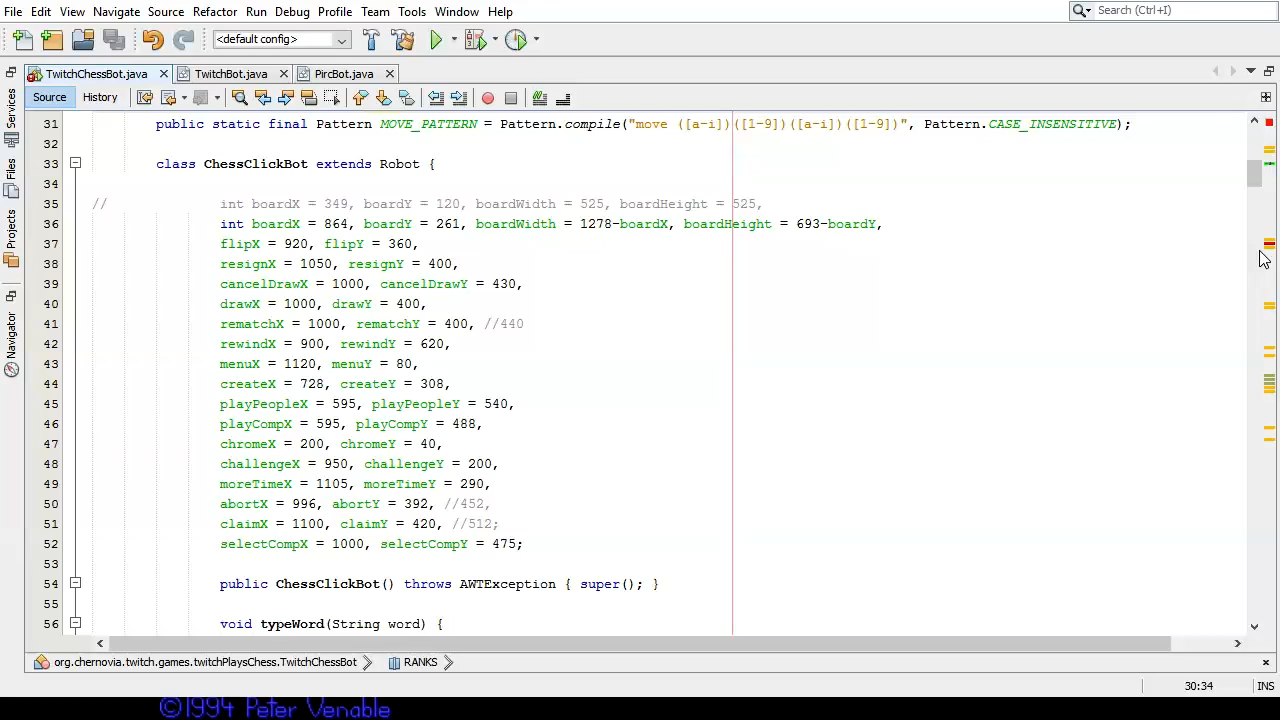 File Edit View Navigate Source Refactor Run Debug Profile Team Tools Window Help
Search (Ctrl+I)
<default config>
TwitchChessBot.java TwitchBot.java PircBot.java
Source History
31 public static final Pattern MOVE_PATTERN = Pattern.compile("move ([a-i])([1-9])([a-i])([1-9])", Pattern.CASE_INSENSITIVE);
32
33 class ChessClickBot extends Robot {
34
35 // int boardX = 349, boardY = 120, boardWidth = 525, boardHeight = 525,
36 int boardX = 864, boardY = 261, boardWidth = 1278-boardX, boardHeight = 693-boardY,
37 flipX = 920, flipY = 360,
38 resignX = 1050, resignY = 400,
39 cancelDrawX = 1000, cancelDrawY = 430,
40 drawX = 1000, drawY = 400,
41 rematchX = 1000, rematchY = 400, //440
42 rewindX = 900, rewindY = 620,
43 menuX = 1120, menuY = 80,
44 createX = 728, createY = 308,
45 playPeopleX = 595, playPeopleY = 540,
46 playCompX = 595, playCompY = 488,
47 chromeX = 200, chromeY = 40,
48 challengeX = 950, challengeY = 200,
49 moreTimeX = 1105, moreTimeY = 290,
50 abortX = 996, abortY = 392, //452,
51 claimX = 1100, claimY = 420, //512;
52 selectCompX = 1000, selectCompY = 475;
53
54 public ChessClickBot() throws AWTException { super(); }
55
56 void typeWord(String word) {
Services
Files
Projects
Navigator
org.chernovia.twitch.games.twitchPlaysChess.TwitchChessBot RANKS
30:34 INS
©1994 Peter Venable